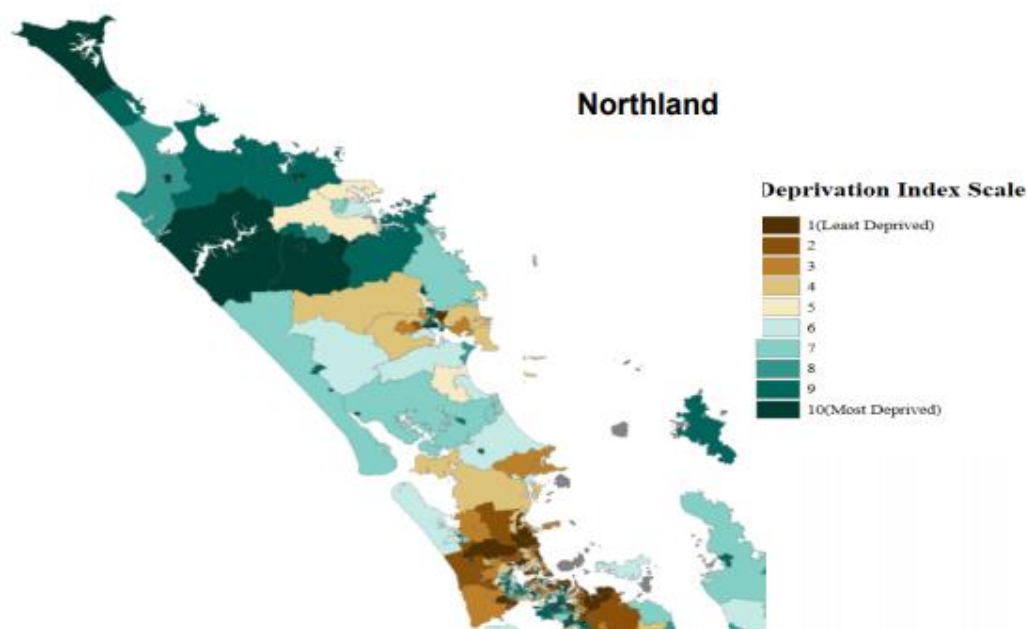 Northland
Deprivation Index Scale
1(Least Deprived)
2
3
4
5
6
7
8
9
10(Most Deprived)